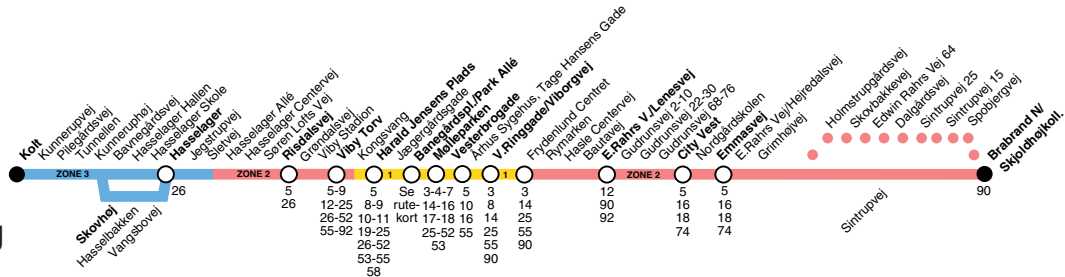 Kolt
Kunnerupvej
Pilegårdsvej
Tunnellen
Kunneruphøj
Bavnegårdsvej
Hasselager Hallen
Hasselager Skole
Hasselager
Jegstrupvej
Sletvej
Hasselager Allé
Hasselager Centervej
Søren Lofts Vej
Risdalsvej
Grøndalsvej
Viby Stadion
Viby Torv
Kongsvang
Harald Jensens Plads
Jægergårdsgade
Banegårdspl./Park Allé
Mølleparken
Vesterbrogade
Århus Sygehus, Tage Hansens Gade
V.Ringgade/Viborgvej
Frydenlund Centret
Rymarken
Hasle Centervej
Bautavej
E.Rahrs V./Lenesvej
Gudrunsvej 2-10
Gudrunsvej 22-30
Gudrunsvej 68-76
City Vest
Nordgårdskolen
Emmasvej
E.Rahrs Vej/Hejredalsvej
Grimhøjvej
Holmstrupgårdsvej
Skovbakkevej
Edwin Rahrs Vej 64
Dalgårdsvej
Sintrupvej 25
Sintrupvej 15
Spobjergvej
Brabrand N/
Skjoldhøjkoll.
ZONE 3
ZONE 2
1
1
ZONE 2
Skovhøj
Hasselbakken
Vangsbovej
26
5
26
5-9
12-25
26-52
55-92
5
8-9
10-11
19-25
26-52
53-55
58
Se
rute-
kort
3-4-7
14-16
17-18
25-52
53
5
10
16
55
3
8
14
25
55
90
3
14
25
55
90
12
90
92
5
16
18
74
5
16
18
74
Sintrupvej
90